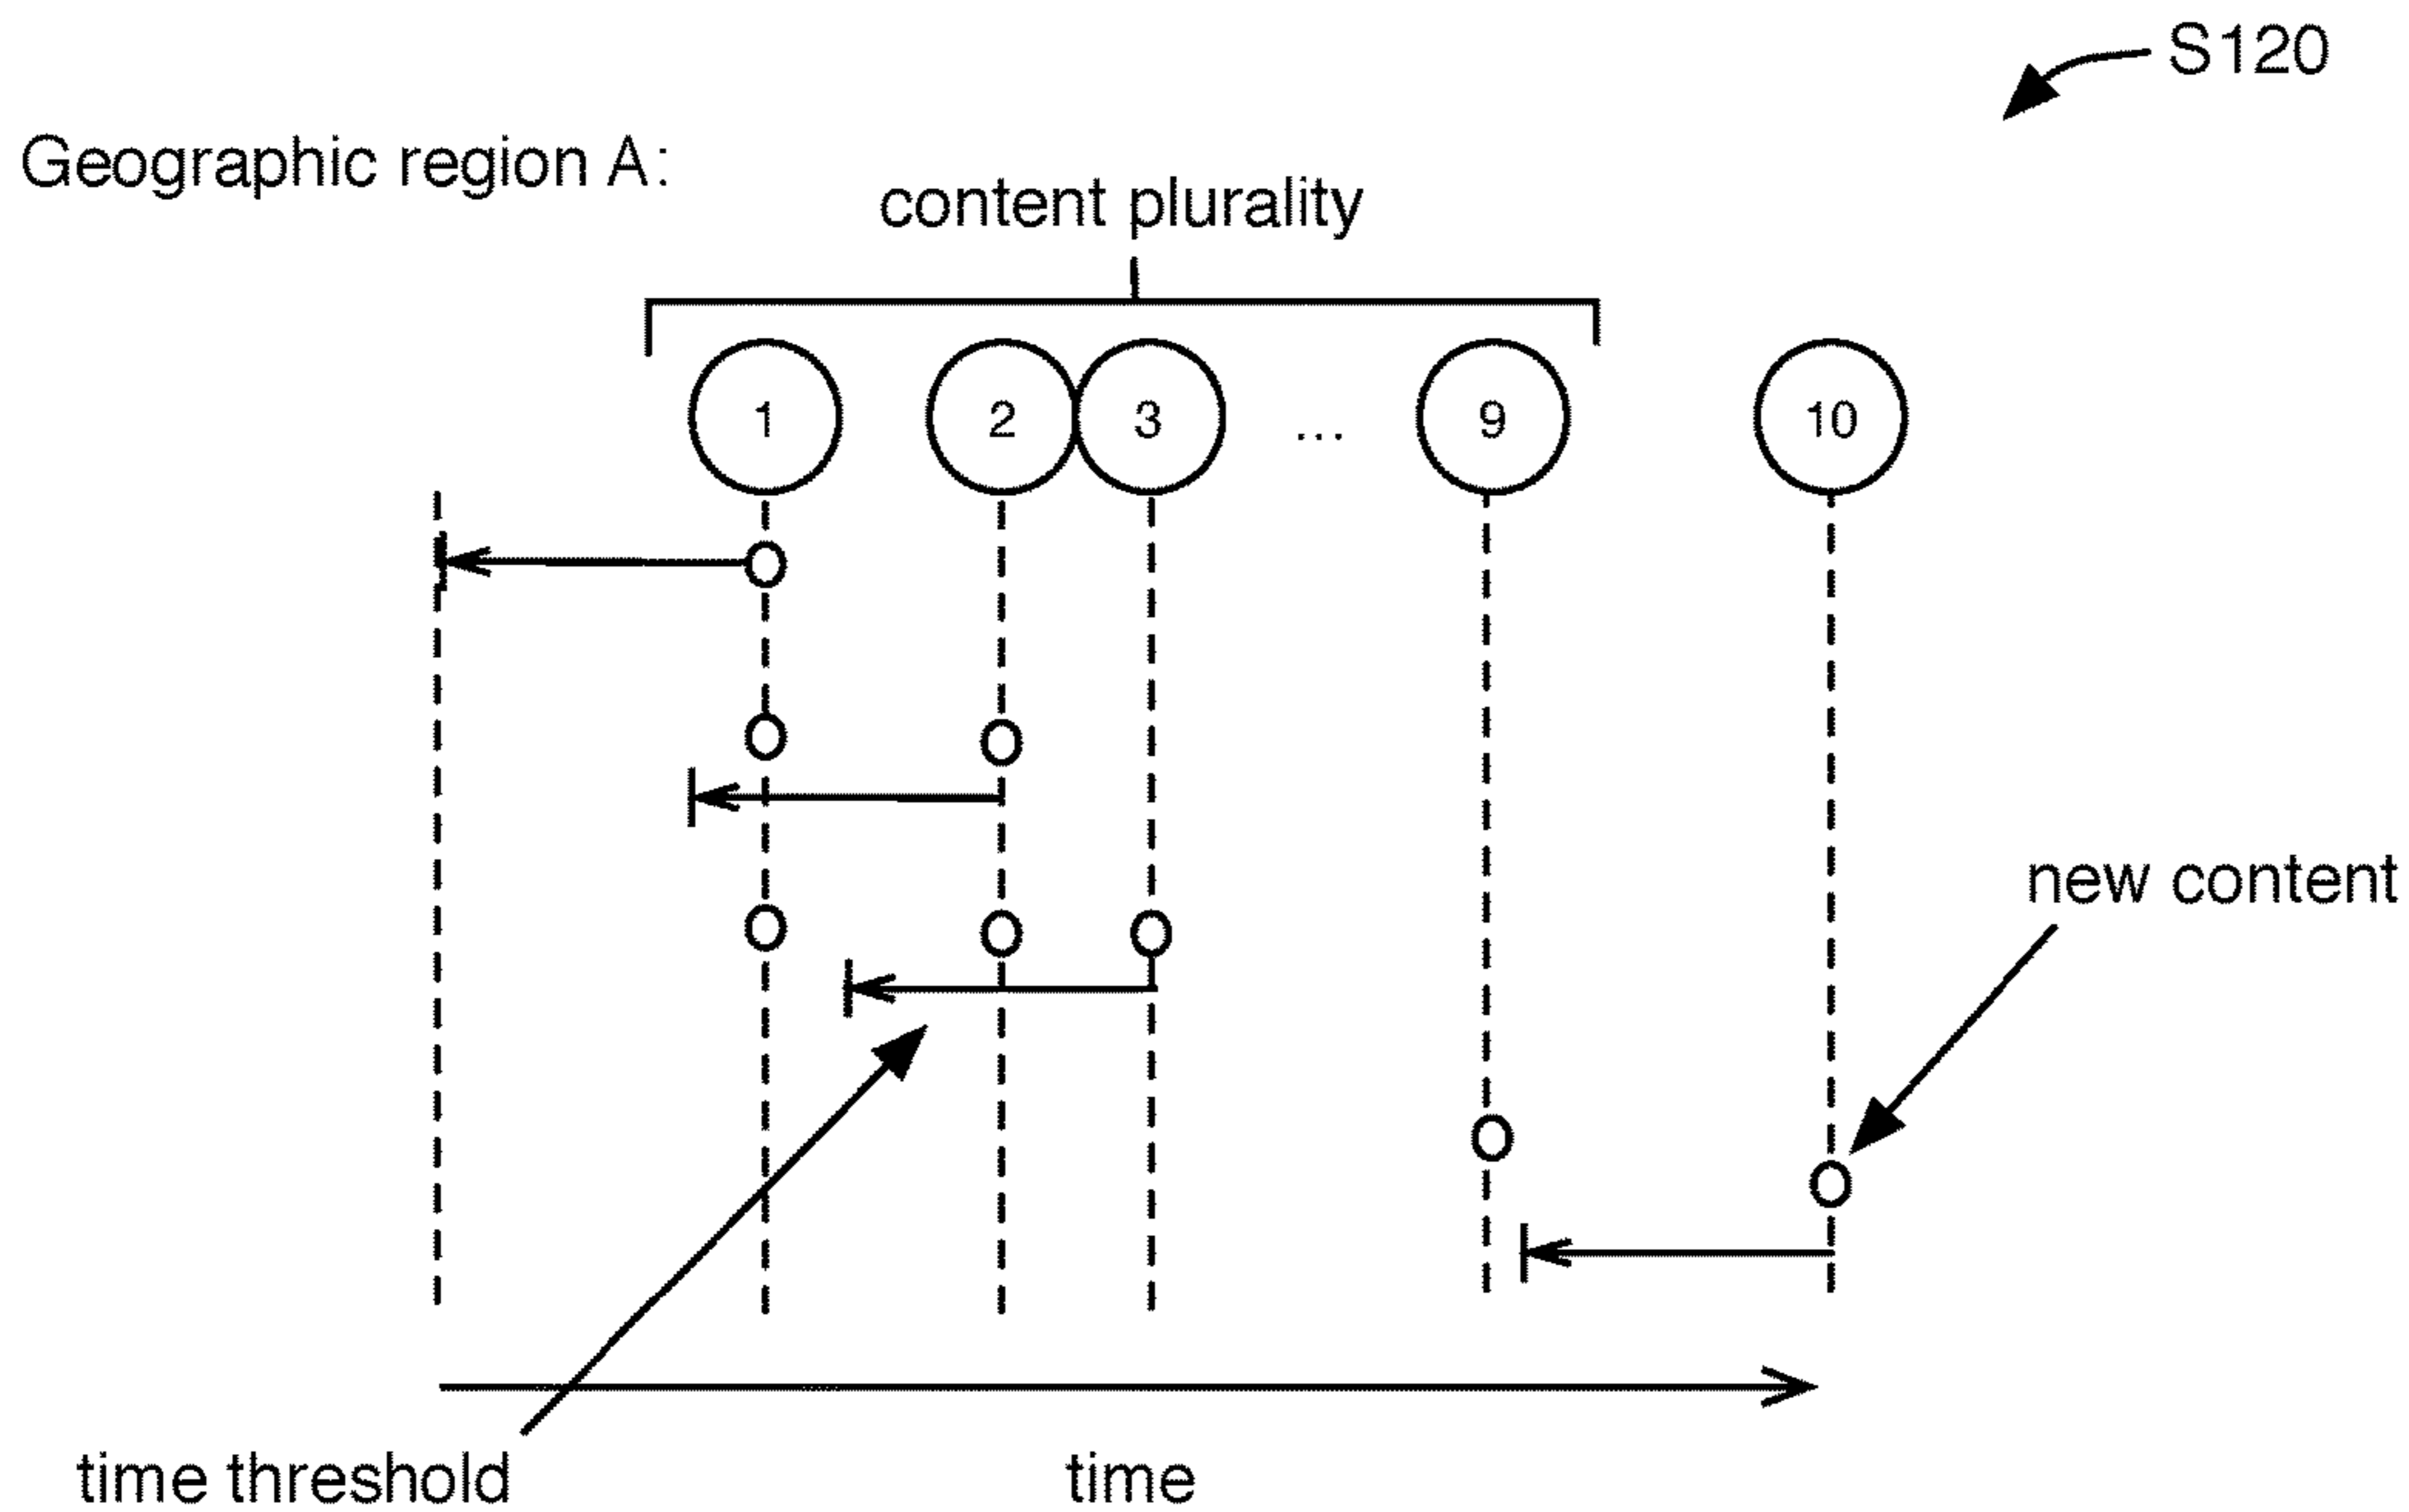 S120
Geographic region A:
content plurality
1 2 3 ... 9 10
new content
time threshold
time